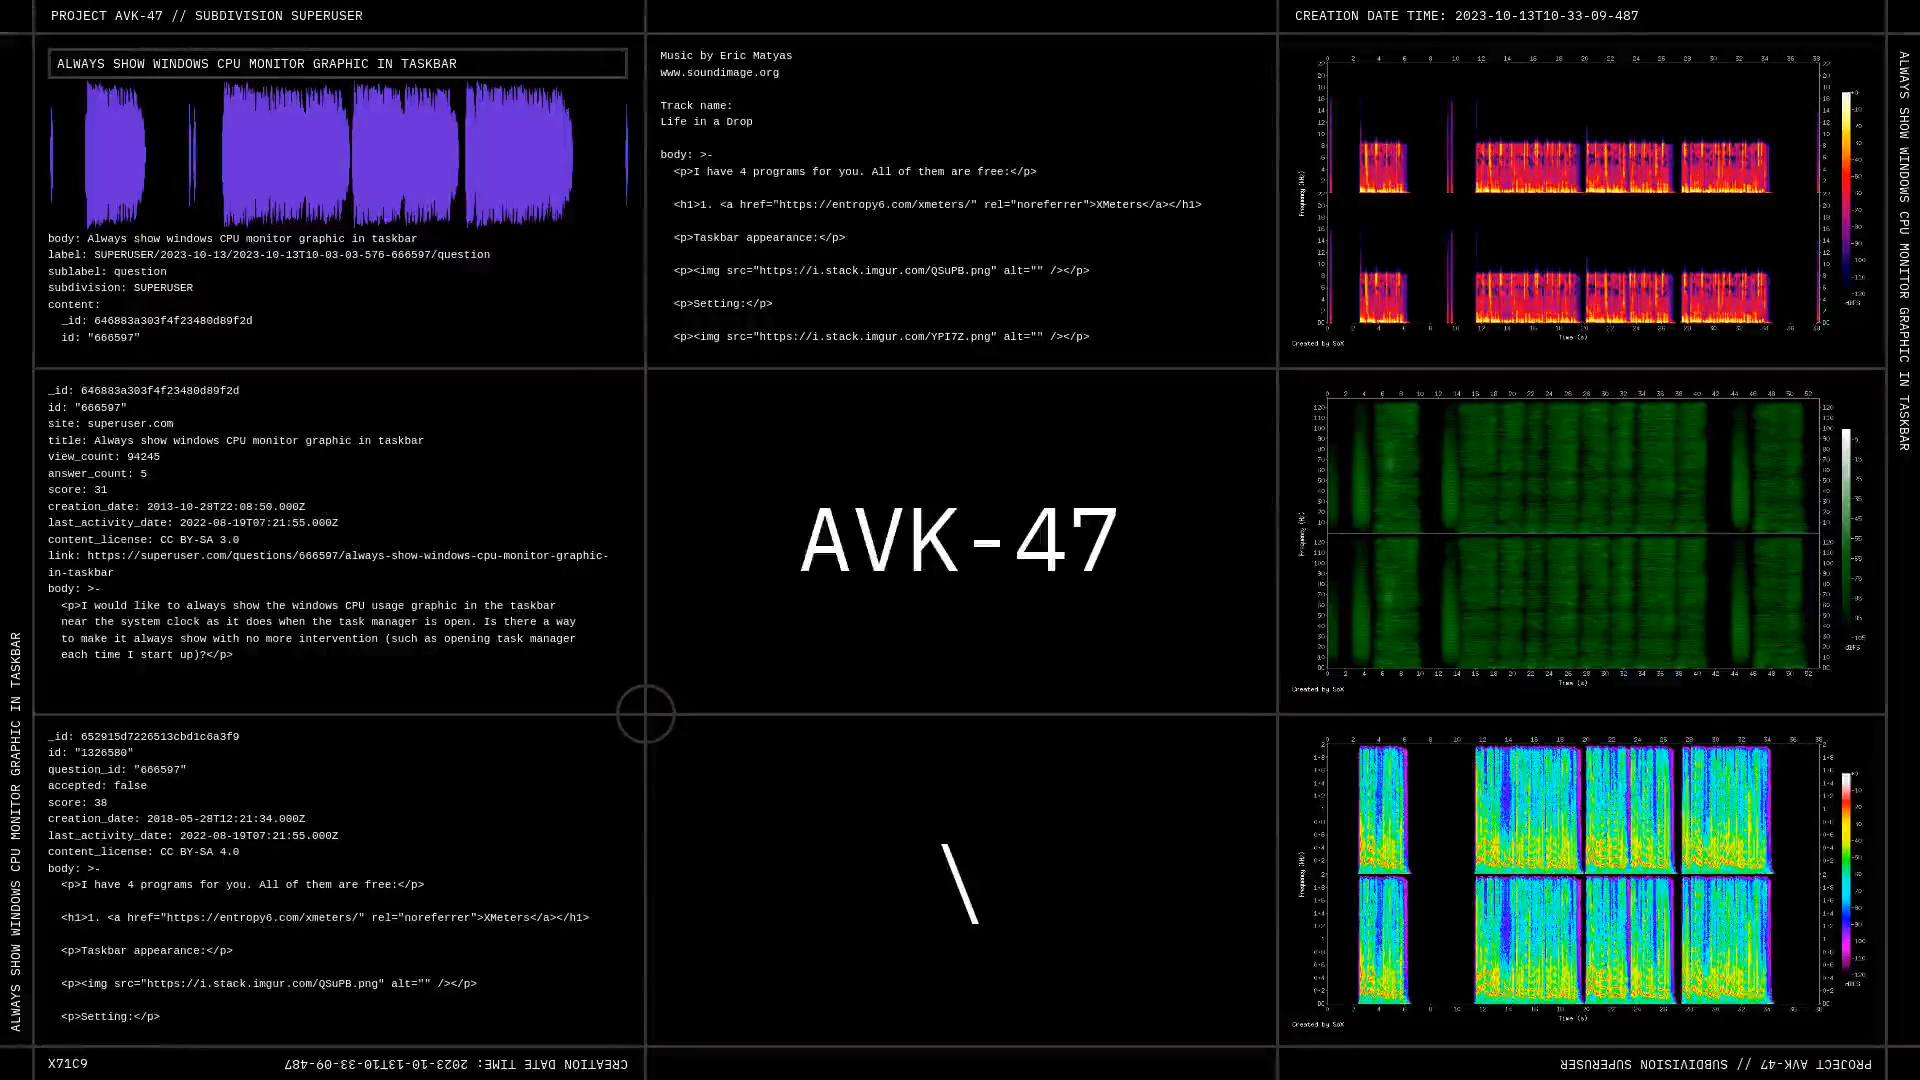 PROJECT AVK-47 // SUBDIVISION SUPERUSER
CREATION DATE TIME: 2023-10-13T10-33-09-487
ALWAYS SHOW WINDOWS CPU MONITOR GRAPHIC IN TASKBAR
body: Always show windows CPU monitor graphic in taskbar
label: SUPERUSER/2023-10-13/2023-10-13T10-03-03-576-666597/question
sublabel: question
subdivision: SUPERUSER
content:
_id: 646883a303f4f23480d89f2d
id: "666597"
Music by Eric Matyas
www.soundimage.org
Track name:
Life in a Drop
body: >-
<p>I have 4 programs for you. All of them are free:</p>
<h1>1. <a href="https://entropy6.com/xmeters/" rel="noreferrer">XMeters</a></h1>
<p>Taskbar appearance:</p>
<p><img src="https://i.stack.imgur.com/QSuPB.png" alt="" /></p>
<p>Setting:</p>
<p><img src="https://i.stack.imgur.com/YPI7Z.png" alt="" /></p>
Frequency (kHz)
Time (s)
dBFS
Created by SoX
ALWAYS SHOW WINDOWS CPU MONITOR GRAPHIC IN TASKBAR
_id: 646883a303f4f23480d89f2d
id: "666597"
site: superuser.com
title: Always show windows CPU monitor graphic in taskbar
view_count: 94245
answer_count: 5
score: 31
creation_date: 2013-10-28T22:08:50.000Z
last_activity_date: 2022-08-19T07:21:55.000Z
content_license: CC BY-SA 3.0
link: https://superuser.com/questions/666597/always-show-windows-cpu-monitor-graphic-
in-taskbar
body: >-
<p>I would like to always show the windows CPU usage graphic in the taskbar
near the system clock as it does when the task manager is open. Is there a way
to make it always show with no more intervention (such as opening task manager
each time I start up)?</p>
AVK-47
Frequency (Hz)
Time (s)
dBFS
Created by SoX
ALWAYS SHOW WINDOWS CPU MONITOR GRAPHIC IN TASKBAR
_id: 652915d7226513cbd1c6a3f9
id: "1326580"
question_id: "666597"
accepted: false
score: 38
creation_date: 2018-05-28T12:21:34.000Z
last_activity_date: 2022-08-19T07:21:55.000Z
content_license: CC BY-SA 4.0
body: >-
<p>I have 4 programs for you. All of them are free:</p>
<h1>1. <a href="https://entropy6.com/xmeters/" rel="noreferrer">XMeters</a></h1>
<p>Taskbar appearance:</p>
<p><img src="https://i.stack.imgur.com/QSuPB.png" alt="" /></p>
<p>Setting:</p>
\
Frequency (kHz)
Time (s)
dBFS
Created by SoX
X71C9
CREATION DATE TIME: 2023-10-13T10-33-09-487
PROJECT AVK-47 // SUBDIVISION SUPERUSER